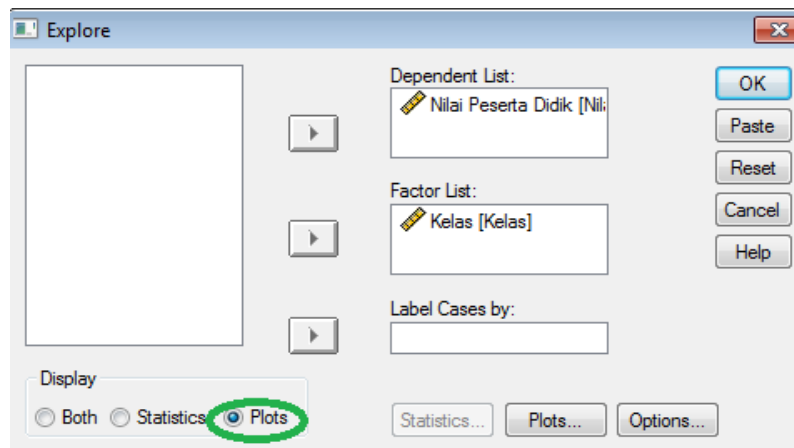 Explore
Dependent List:
Nilai Peserta Didik [Nil
Factor List:
Kelas [Kelas]
Label Cases by:
OK
Paste
Reset
Cancel
Help
Display
Both Statistics Plots
Statistics... Plots... Options...